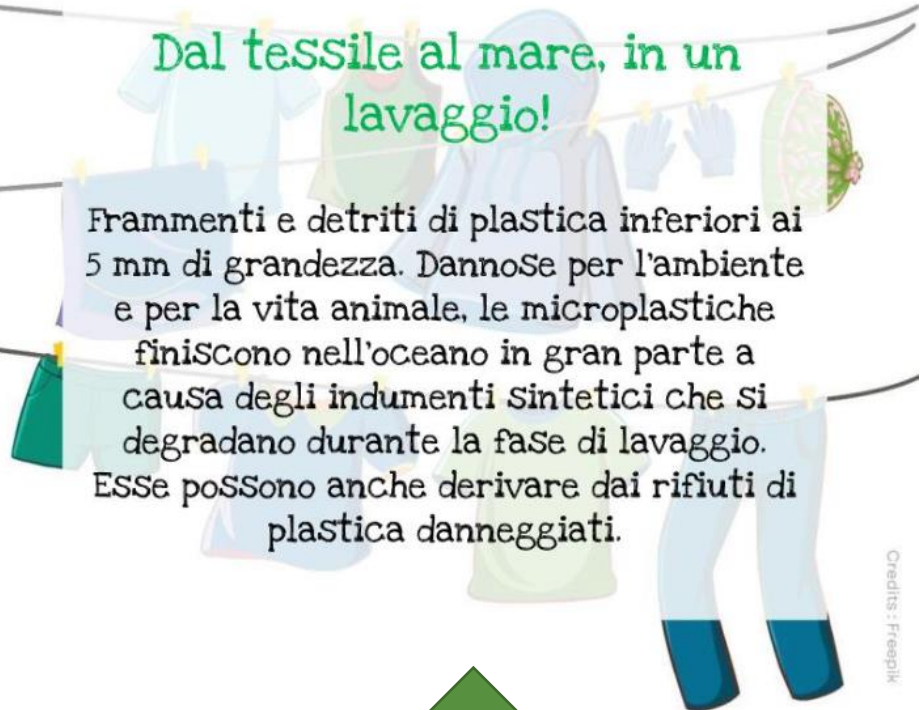 Dal tessile al mare, in un
lavaggio!
Frammenti e detriti di plastica inferiori ai
5 mm di grandezza. Dannose per l'ambiente
e per la vita animale, le microplastiche
finiscono nell'oceano in gran parte a
causa degli indumenti sintetici che si
degradano durante la fase di lavaggio.
Esse possono anche derivare dai rifiuti di
plastica danneggiati.
Credits : Freepik